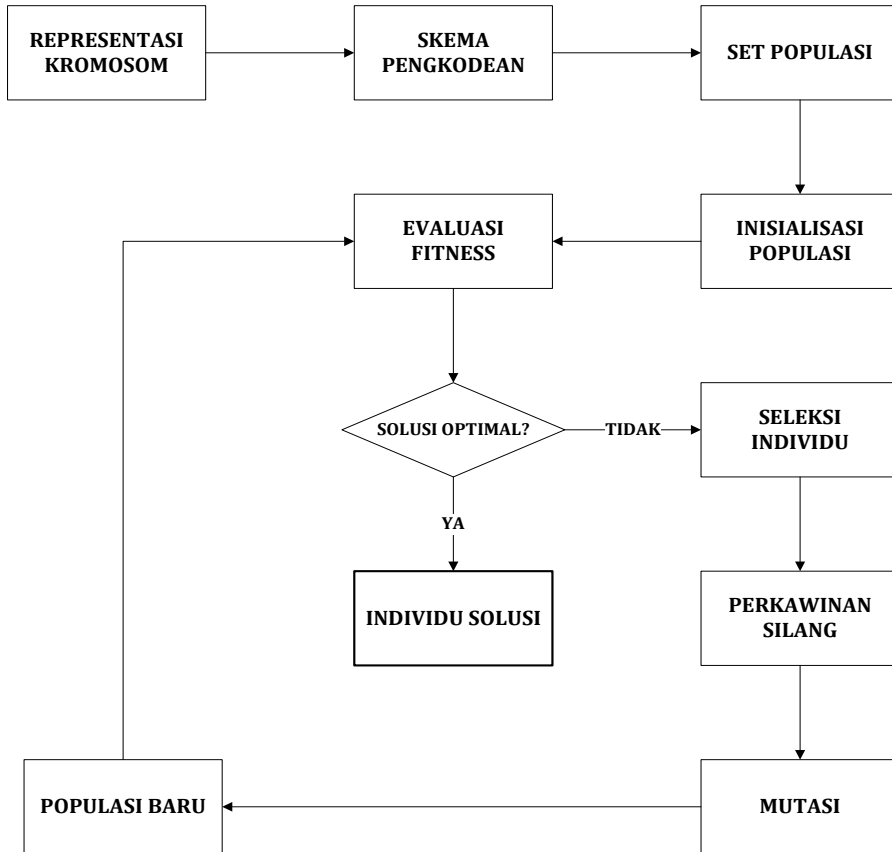 REPRESENTASI
KROMOSOM
SKEMA
PENGKODEAN
SET POPULASI
EVALUASI
FITNESS
INISIALISASI
POPULASI
SOLUSI OPTIMAL?
TIDAK
SELEKSI
INDIVIDU
YA
INDIVIDU SOLUSI
PERKAWINAN
SILANG
POPULASI BARU
MUTASI